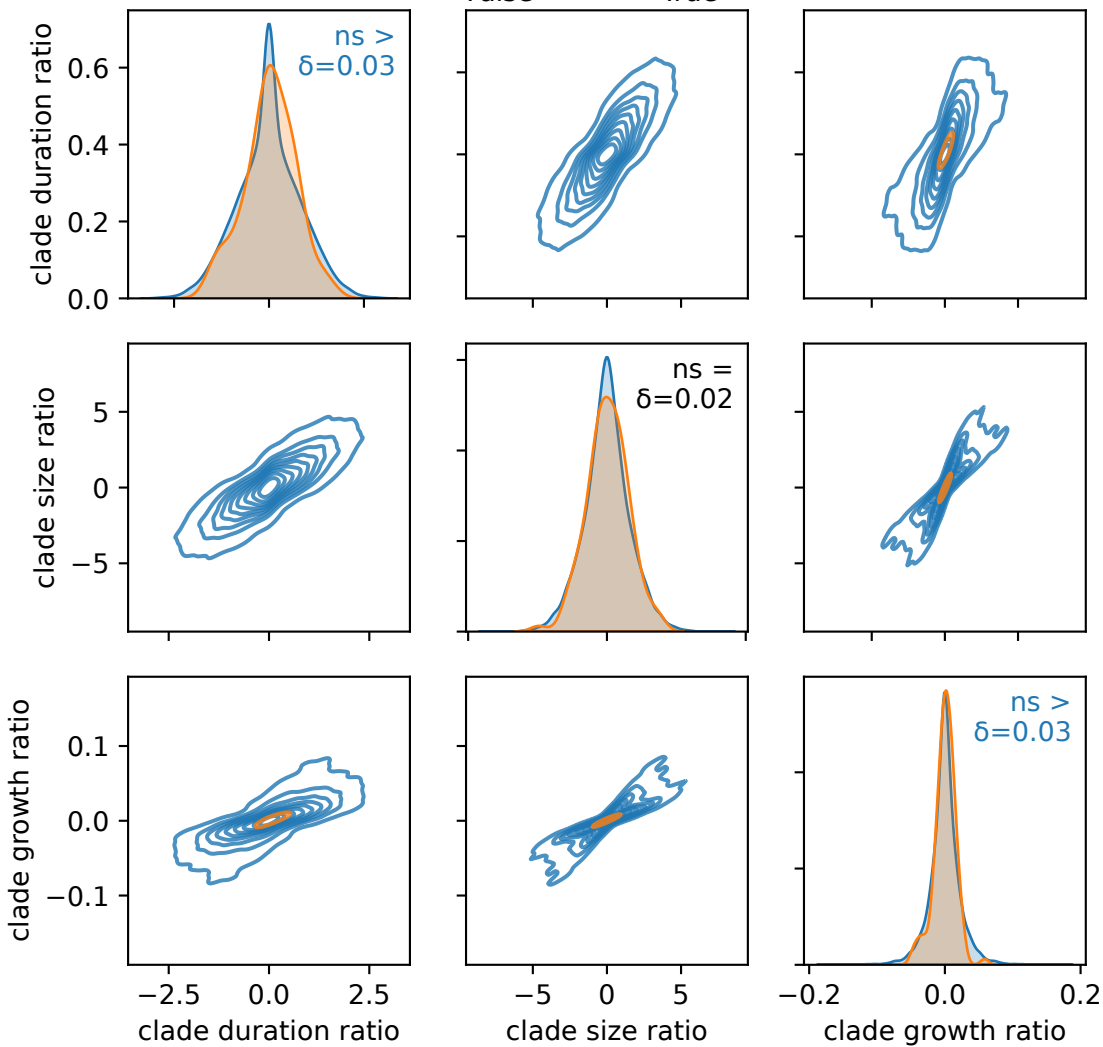 clade duration ratio
0.6
0.4
0.2
0.0
ns >
δ=0.03
clade size ratio
5
0
−5
ns =
δ=0.02
clade growth ratio
0.1
0.0
−0.1
ns >
δ=0.03
−2.5
0.0
2.5
−5
0
5
−0.2
0.0
0.2
clade duration ratio
clade size ratio
clade growth ratio